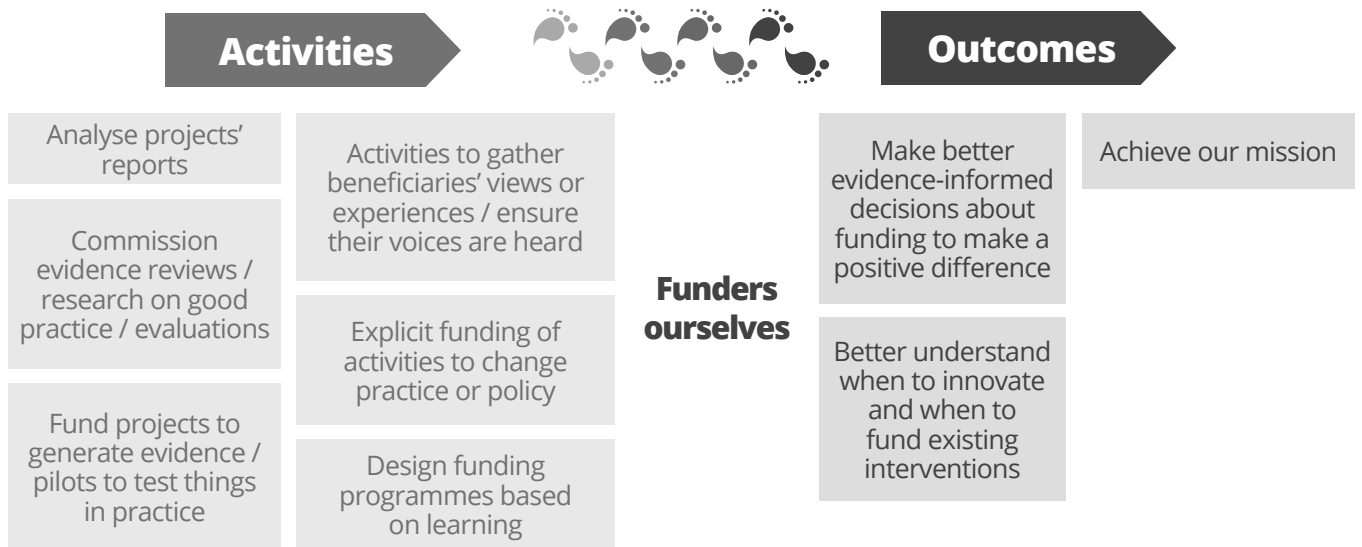 Activities
Outcomes
Analyse projects’
reports
Commission
evidence reviews /
research on good
practice / evaluations
Fund projects to
generate evidence /
pilots to test things
in practice
Activities to gather
beneficiaries’ views or
experiences / ensure
their voices are heard
Explicit funding of
activities to change
practice or policy
Design funding
programmes based
on learning
Funders
ourselves
Make better
evidence-informed
decisions about
funding to make a
positive difference
Better understand
when to innovate
and when to
fund existing
interventions
Achieve our mission